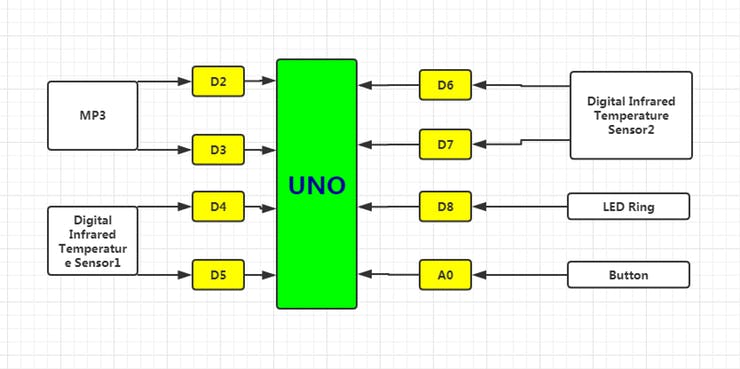 MP3
D2
D3
Digital
Infrared
Temperatur
e Sensor1
D4
D5
UNO
D6
D7
Digital Infrared
Temperature
Sensor2
D8
LED Ring
A0
Button